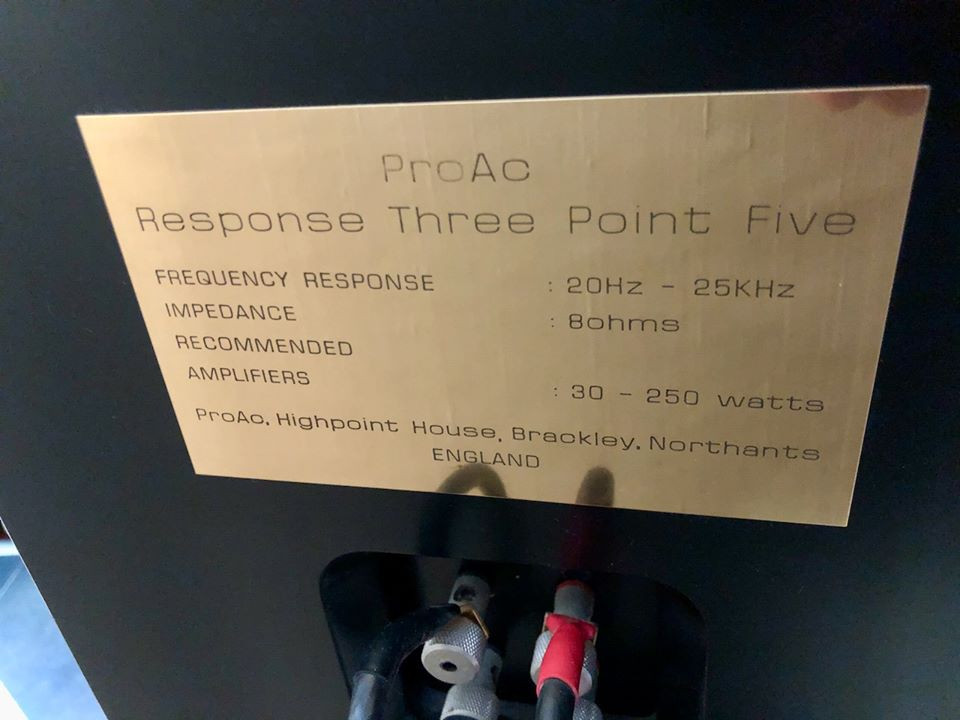 ProAc
Response Three Point Five
FREQUENCY RESPONSE : 20Hz - 25KHz
IMPEDANCE : 8ohms
RECOMMENDED
AMPLIFIERS : 30 - 250 watts
ProAc, Highpoint House, Brackley, Northants
ENGLAND